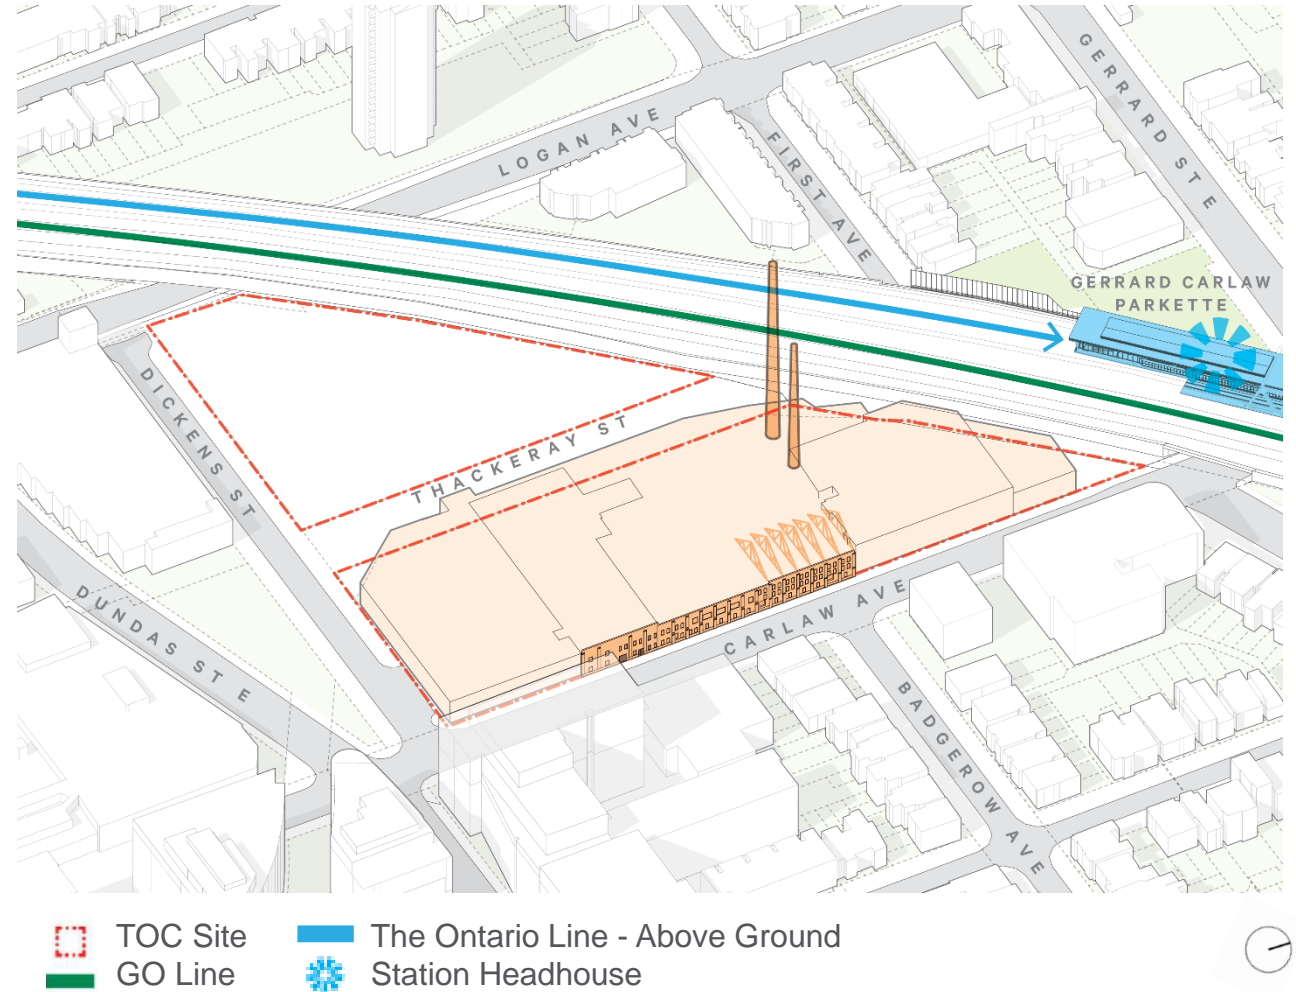 LOGAN AVE
FIRST AVE
GERRARD ST E
GERRARD CARLAW
PARKETTE
DICKENS ST
THACKERAY ST
DUNDAS ST E
CARLAW AVE
BADGEROW AVE
TOC Site
The Ontario Line - Above Ground
GO Line
Station Headhouse